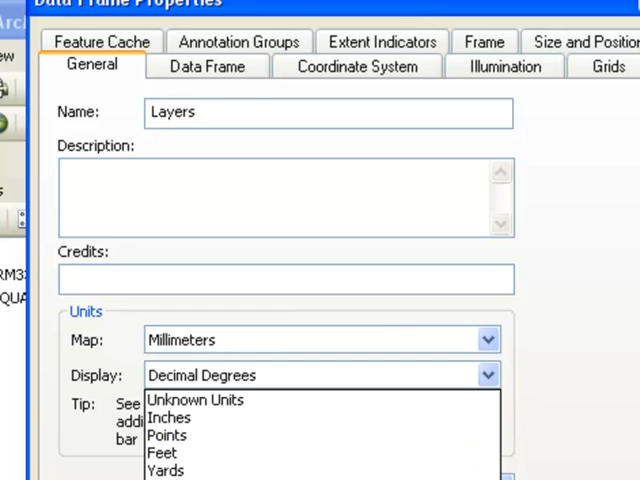 Data Frame Properties
Feature Cache Annotation Groups Extent Indicators Frame Size and Position
General Data Frame Coordinate System Illumination Grids
Name: Layers
Description:
Credits:
RM3
QUA
Units
Map: Millimeters
Display: Decimal Degrees
Tip: See
addi
bar
Unknown Units
Inches
Points
Feet
Yards